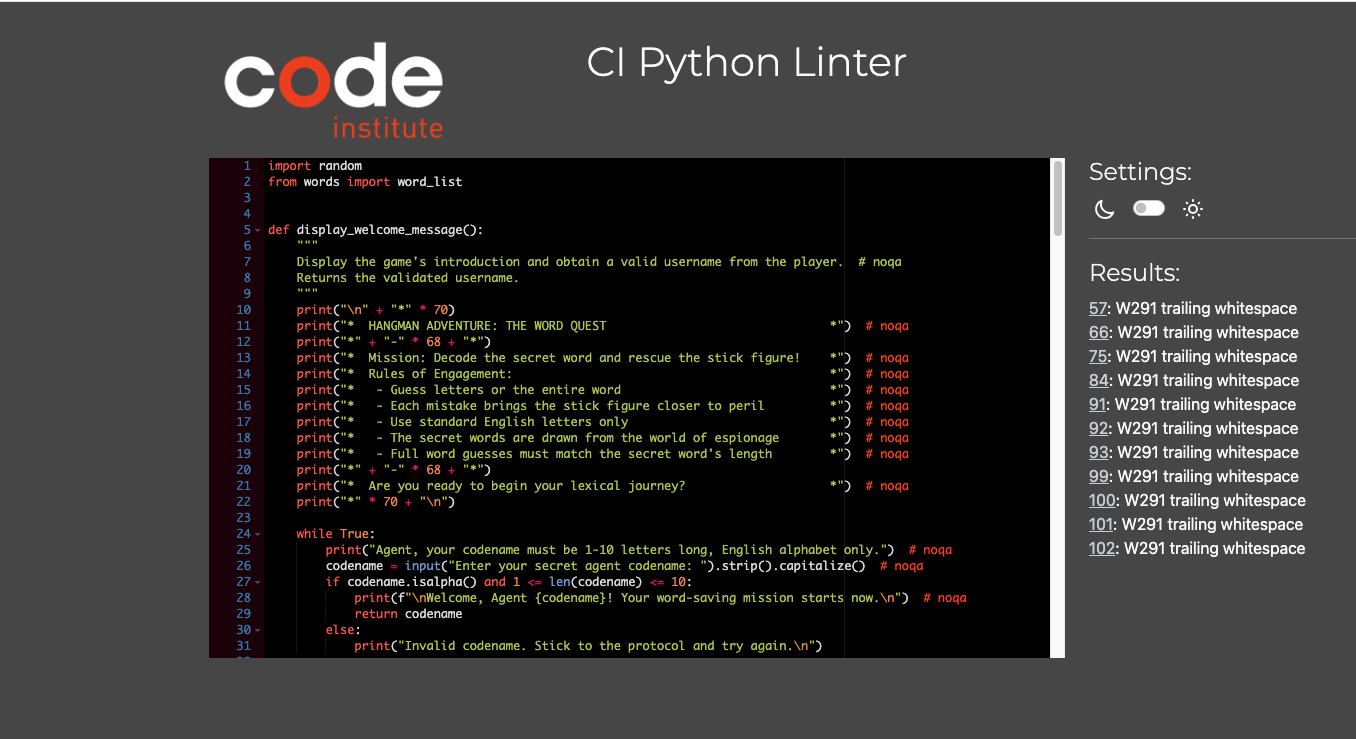 code
institute
CI Python Linter
1 import random
2 from words import word_list
3
4
5 def display_welcome_message():
6 """
7 Display the game's introduction and obtain a valid username from the player.  # noqa
8 Returns the validated username.
9 """
10 print("\n" + "*" * 70)
11 print("*  HANGMAN ADVENTURE: THE WORD QUEST                               *")  # noqa
12 print("*" + "-" * 68 + "*")
13 print("*  Mission: Decode the secret word and rescue the stick figure!    *")  # noqa
14 print("*  Rules of Engagement:                                            *")  # noqa
15 print("*   - Guess letters or the entire word                             *")  # noqa
16 print("*   - Each mistake brings the stick figure closer to peril         *")  # noqa
17 print("*   - Use standard English letters only                            *")  # noqa
18 print("*   - The secret words are drawn from the world of espionage       *")  # noqa
19 print("*   - Full word guesses must match the secret word's length        *")  # noqa
20 print("*" + "-" * 68 + "*")
21 print("*  Are you ready to begin your lexical journey?                    *")  # noqa
22 print("*" * 70 + "\n")
23
24 while True:
25 print("Agent, your codename must be 1-10 letters long, English alphabet only.")  # noqa
26 codename = input("Enter your secret agent codename: ").strip().capitalize()  # noqa
27 if codename.isalpha() and 1 <= len(codename) <= 10:
28 print(f"\nWelcome, Agent {codename}! Your word-saving mission starts now.\n")  # noqa
29 return codename
30 else:
31 print("Invalid codename. Stick to the protocol and try again.\n")
Settings:
Results:
57: W291 trailing whitespace
66: W291 trailing whitespace
75: W291 trailing whitespace
84: W291 trailing whitespace
91: W291 trailing whitespace
92: W291 trailing whitespace
93: W291 trailing whitespace
99: W291 trailing whitespace
100: W291 trailing whitespace
101: W291 trailing whitespace
102: W291 trailing whitespace